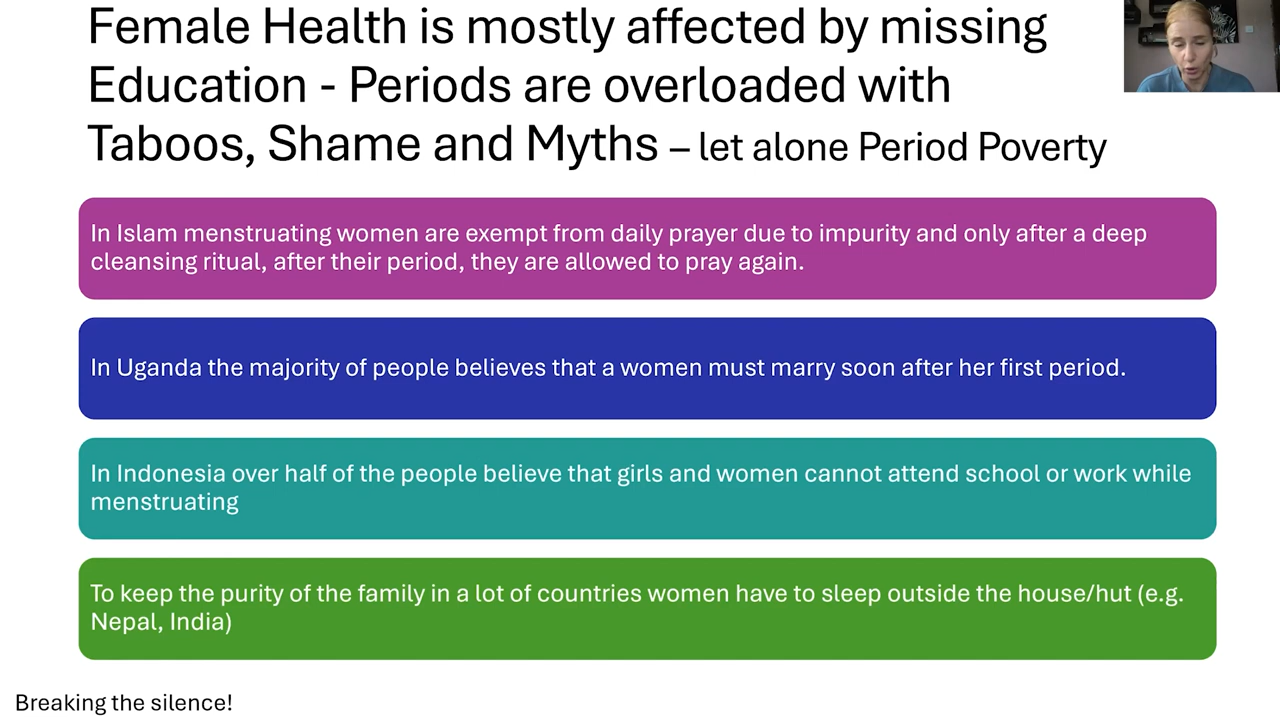 Female Health is mostly affected by missing
Education - Periods are overloaded with
Taboos, Shame and Myths – let alone Period Poverty
In Islam menstruating women are exempt from daily prayer due to impurity and only after a deep
cleansing ritual, after their period, they are allowed to pray again.
In Uganda the majority of people believes that a women must marry soon after her first period.
In Indonesia over half of the people believe that girls and women cannot attend school or work while
menstruating
To keep the purity of the family in a lot of countries women have to sleep outside the house/hut (e.g.
Nepal, India)
Breaking the silence!